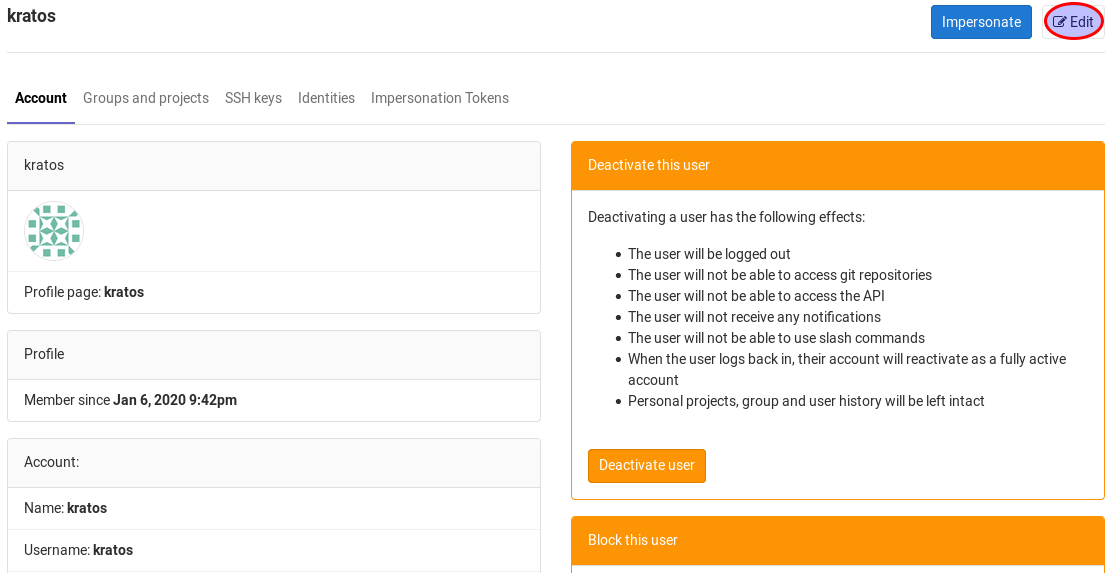 kratos
Impersonate
Edit
Account Groups and projects SSH keys Identities Impersonation Tokens
kratos
Profile page: kratos
Profile
Member since Jan 6, 2020 9:42pm
Account:
Name: kratos
Username: kratos
Deactivate this user
Deactivating a user has the following effects:
The user will be logged out
The user will not be able to access git repositories
The user will not be able to access the API
The user will not receive any notifications
The user will not be able to use slash commands
When the user logs back in, their account will reactivate as a fully active
account
Personal projects, group and user history will be left intact
Deactivate user
Block this user